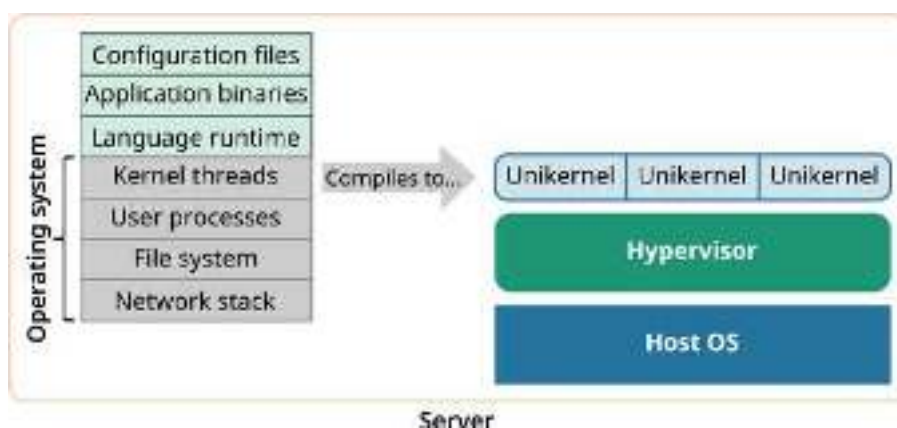 Configuration files
Application binaries
Language runtime
Kernel threads
User processes
File system
Network stack
Operating system
Compiles to...
Unikernel Unikernel Unikernel
Hypervisor
Host OS
Server